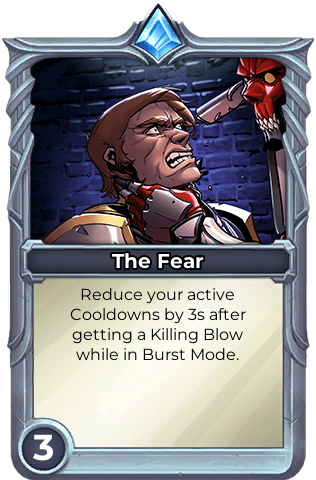 The Fear
Reduce your active
Cooldowns by 3s after
getting a Killing Blow
while in Burst Mode.
3